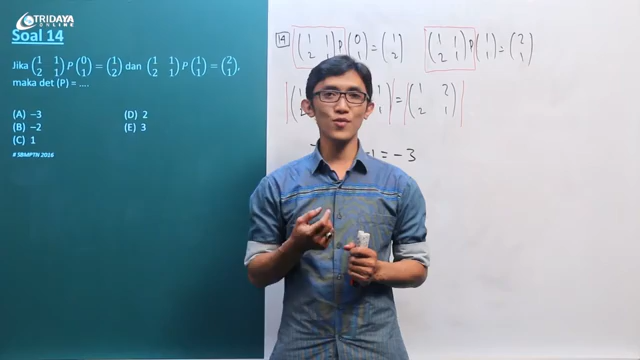 TRIDAYA
ONLINE
Soal 14
Jika (1 1 / 2 1) P (0 / 1) = (1 / 2) dan (1 1 / 2 1) P (1 / 1) = (2 / 1),
maka det (P) = ....
(A) −3
(D) 2
(B) −2
(E) 3
(C) 1
# SBMPTN 2016
14 (1 1 / 2 1) P (0 / 1) = (1 / 2) (1 1 / 2 1) P (1 / 1) = (2 / 1)
= |(1 2 / 2 1)|
= −3